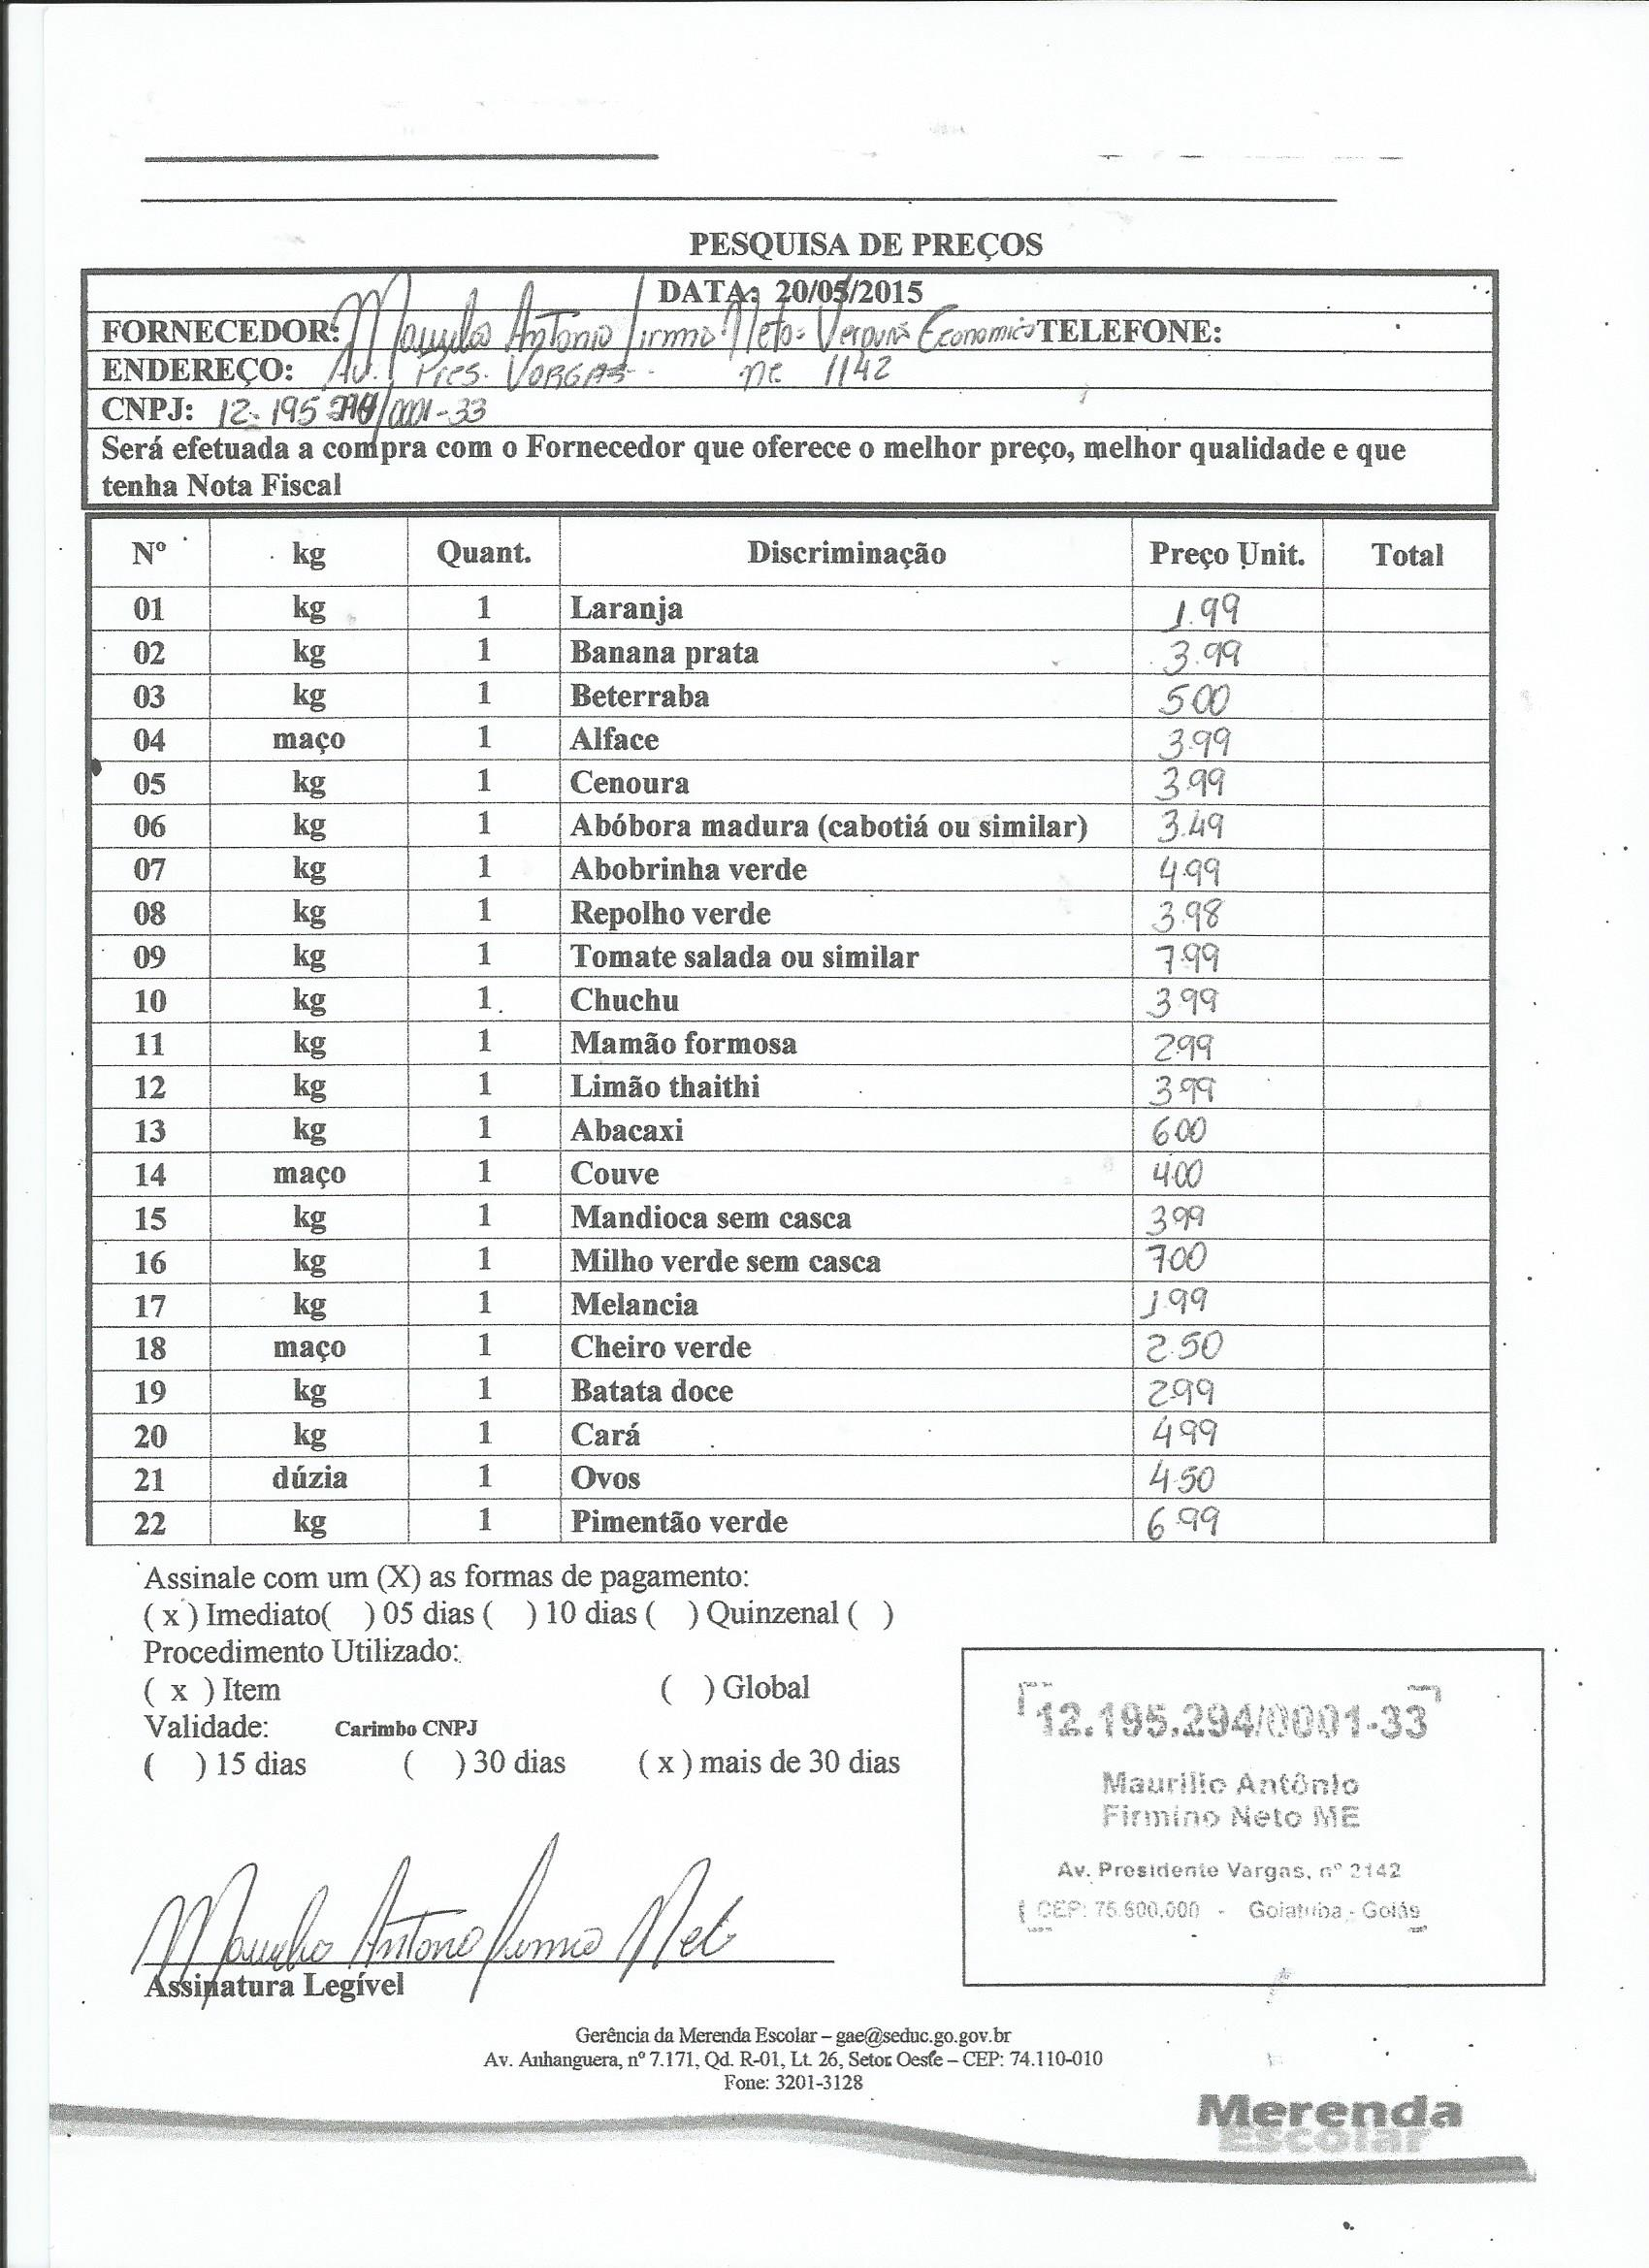 PESQUISA DE PREÇOS
DATA: 20/05/2015
FORNECEDOR: Maurilio Antonio Firmino Neto - Verdurão Economico TELEFONE:
ENDEREÇO: Av. Pres. Vargas nº 1142
CNPJ: 12.195 294/0001-33
Será efetuada a compra com o Fornecedor que oferece o melhor preço, melhor qualidade e que
tenha Nota Fiscal
Nº kg Quant. Discriminação Preço Unit. Total
01 kg 1 Laranja 1.99
02 kg 1 Banana prata 3.99
03 kg 1 Beterraba 500
04 maço 1 Alface 3.99
05 kg 1 Cenoura 3.99
06 kg 1 Abóbora madura (cabotiá ou similar) 3.49
07 kg 1 Abobrinha verde 4.99
08 kg 1 Repolho verde 3.98
09 kg 1 Tomate salada ou similar 7.99
10 kg 1 Chuchu 3 99
11 kg 1 Mamão formosa 2.99
12 kg 1 Limão thaithi 3 99
13 kg 1 Abacaxi 600
14 maço 1 Couve 4.00
15 kg 1 Mandioca sem casca 3 99
16 kg 1 Milho verde sem casca 700
17 kg 1 Melancia 1.99
18 maço 1 Cheiro verde 2.50
19 kg 1 Batata doce 2.99
20 kg 1 Cará 4 99
21 dúzia 1 Ovos 4.50
22 kg 1 Pimentão verde 6.99
Assinale com um (X) as formas de pagamento:
( x ) Imediato( ) 05 dias ( ) 10 dias ( ) Quinzenal ( )
Procedimento Utilizado:
( x ) Item ( ) Global
Validade: Carimbo CNPJ
( ) 15 dias ( ) 30 dias ( x ) mais de 30 dias
12.195.294/0001-33
Maurilio Antônio
Firmino Neto ME
Av. Presidente Vargas, nº 2142
CEP: 75.600.000 - Goiatuba - Goiás
Maurilio Antonio Firmino Neto
Assinatura Legível
Gerência da Merenda Escolar – gae@seduc.go.gov.br
Av. Anhanguera, nº 7.171, Qd. R-01, Lt. 26, Setor Oeste – CEP: 74.110-010
Fone: 3201-3128
Merenda
Escolar